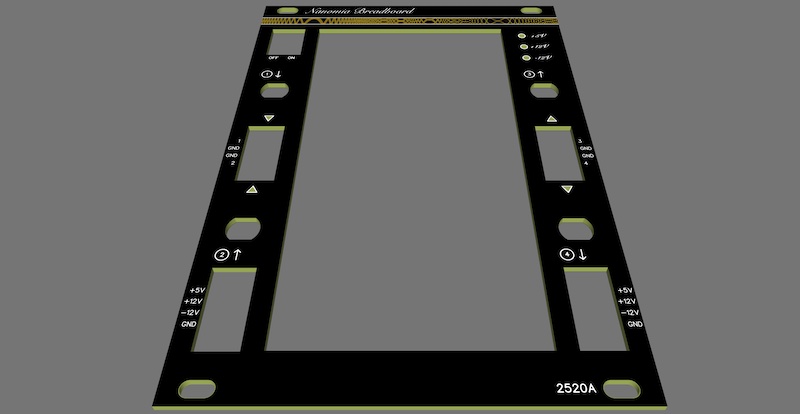 Nanomia Breadboard
+5V
+12V
-12V
OFF ON
1 ↓
3 ↑
1
GND
GND
2
3
GND
GND
4
2 ↑
4 ↓
+5V
+12V
-12V
GND
+5V
+12V
-12V
GND
2520A